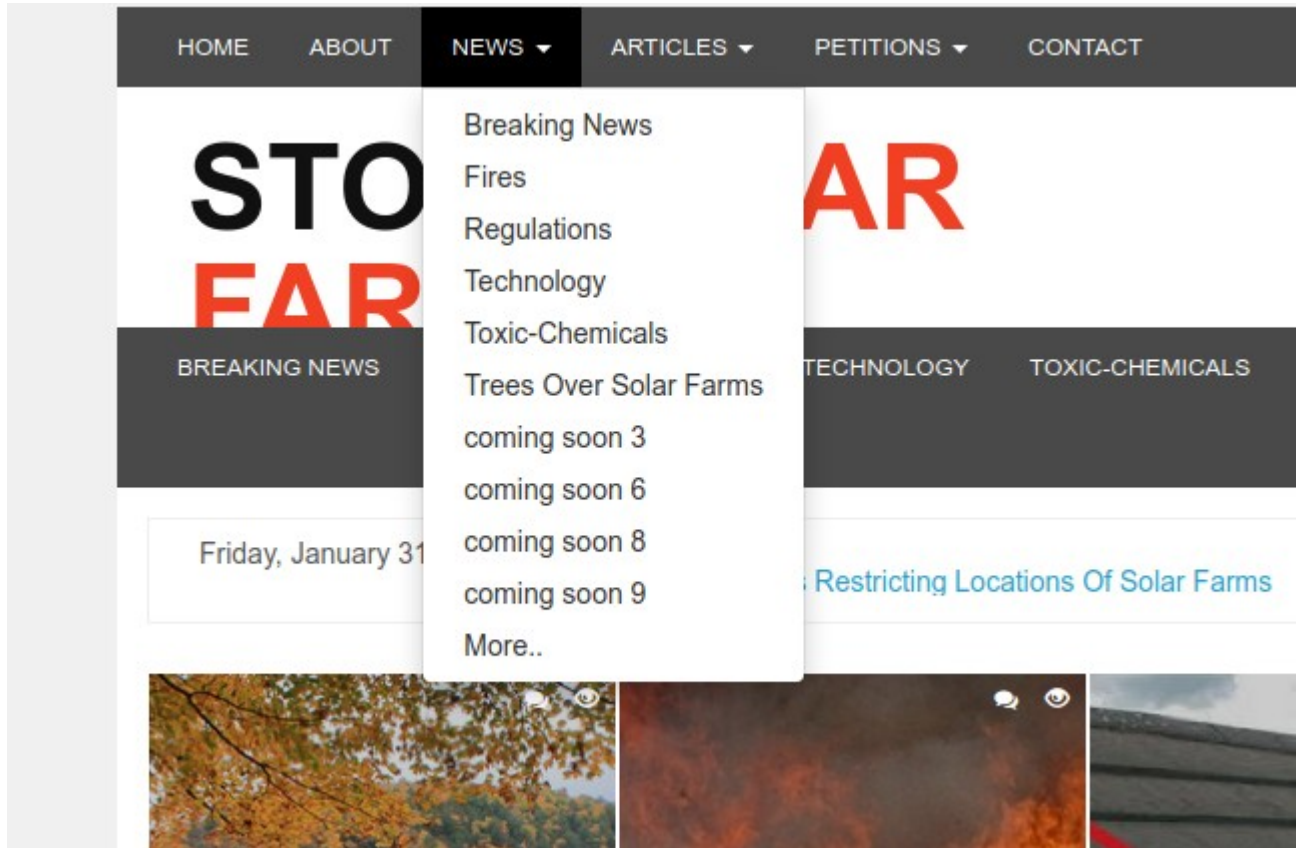 HOME ABOUT NEWS ARTICLES PETITIONS CONTACT
Breaking News
Fires
Regulations
Technology
Toxic-Chemicals
Trees Over Solar Farms
coming soon 3
coming soon 6
coming soon 8
coming soon 9
More..
STO AR
FAR
BREAKING NEWS TECHNOLOGY TOXIC-CHEMICALS
Friday, January 31
Restricting Locations Of Solar Farms